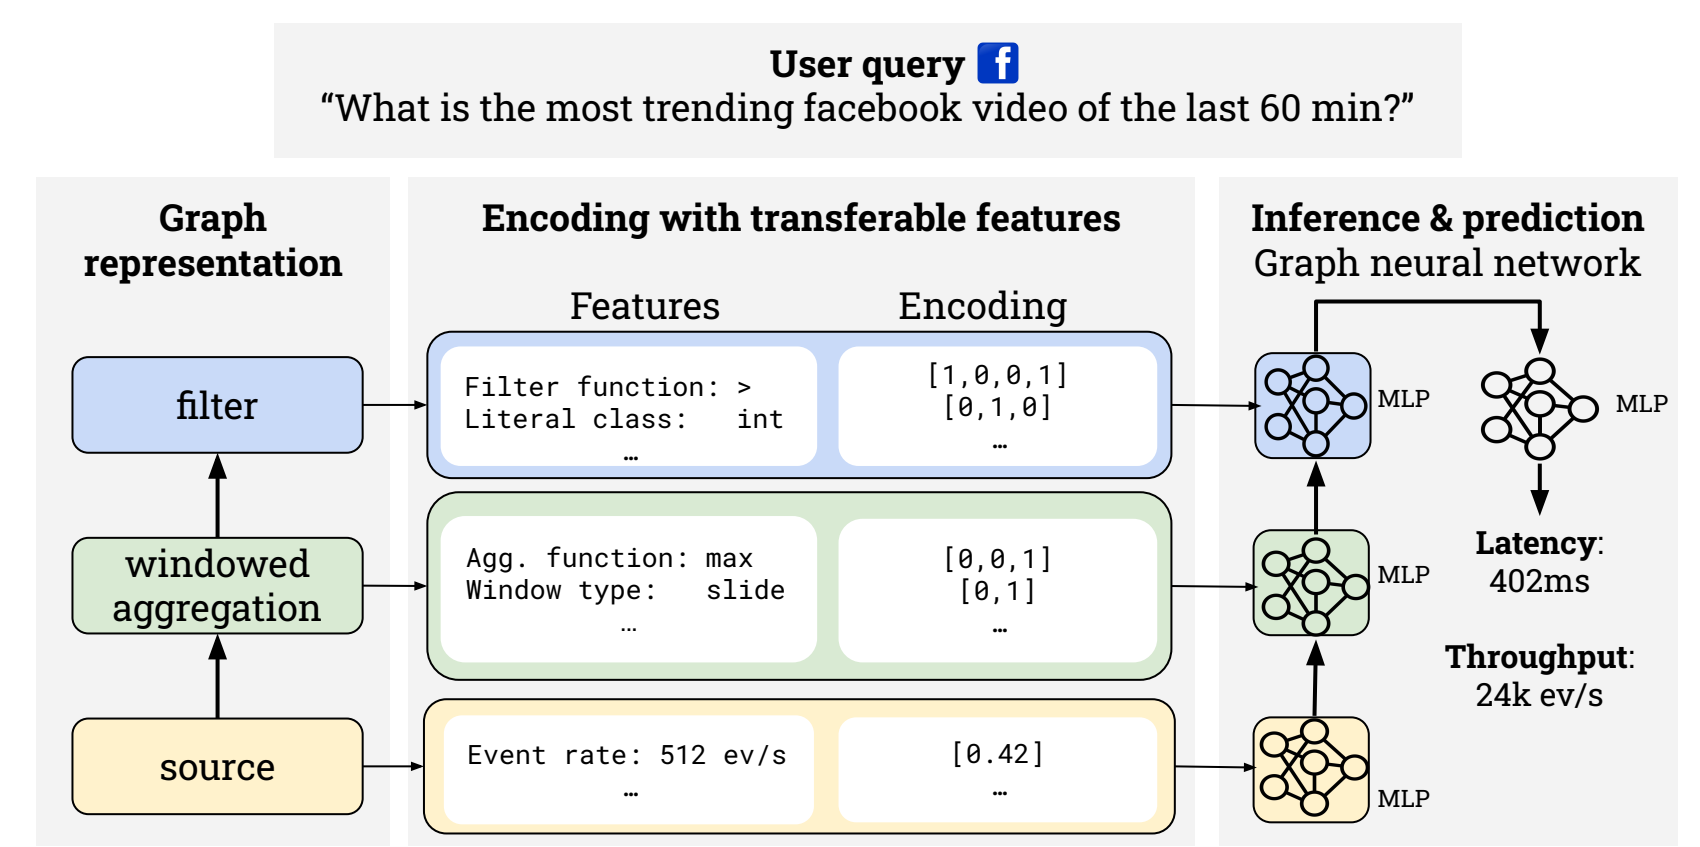 User query f
“What is the most trending facebook video of the last 60 min?”
Graph
representation
filter
windowed
aggregation
source
Encoding with transferable features
Features
Encoding
Filter function: >
Literal class: int
…
[1,0,0,1]
[0,1,0]
…
Agg. function: max
Window type: slide
…
[0,0,1]
[0,1]
…
Event rate: 512 ev/s
…
[0.42]
…
Inference & prediction
Graph neural network
MLP
MLP
MLP
MLP
Latency:
402ms
Throughput:
24k ev/s